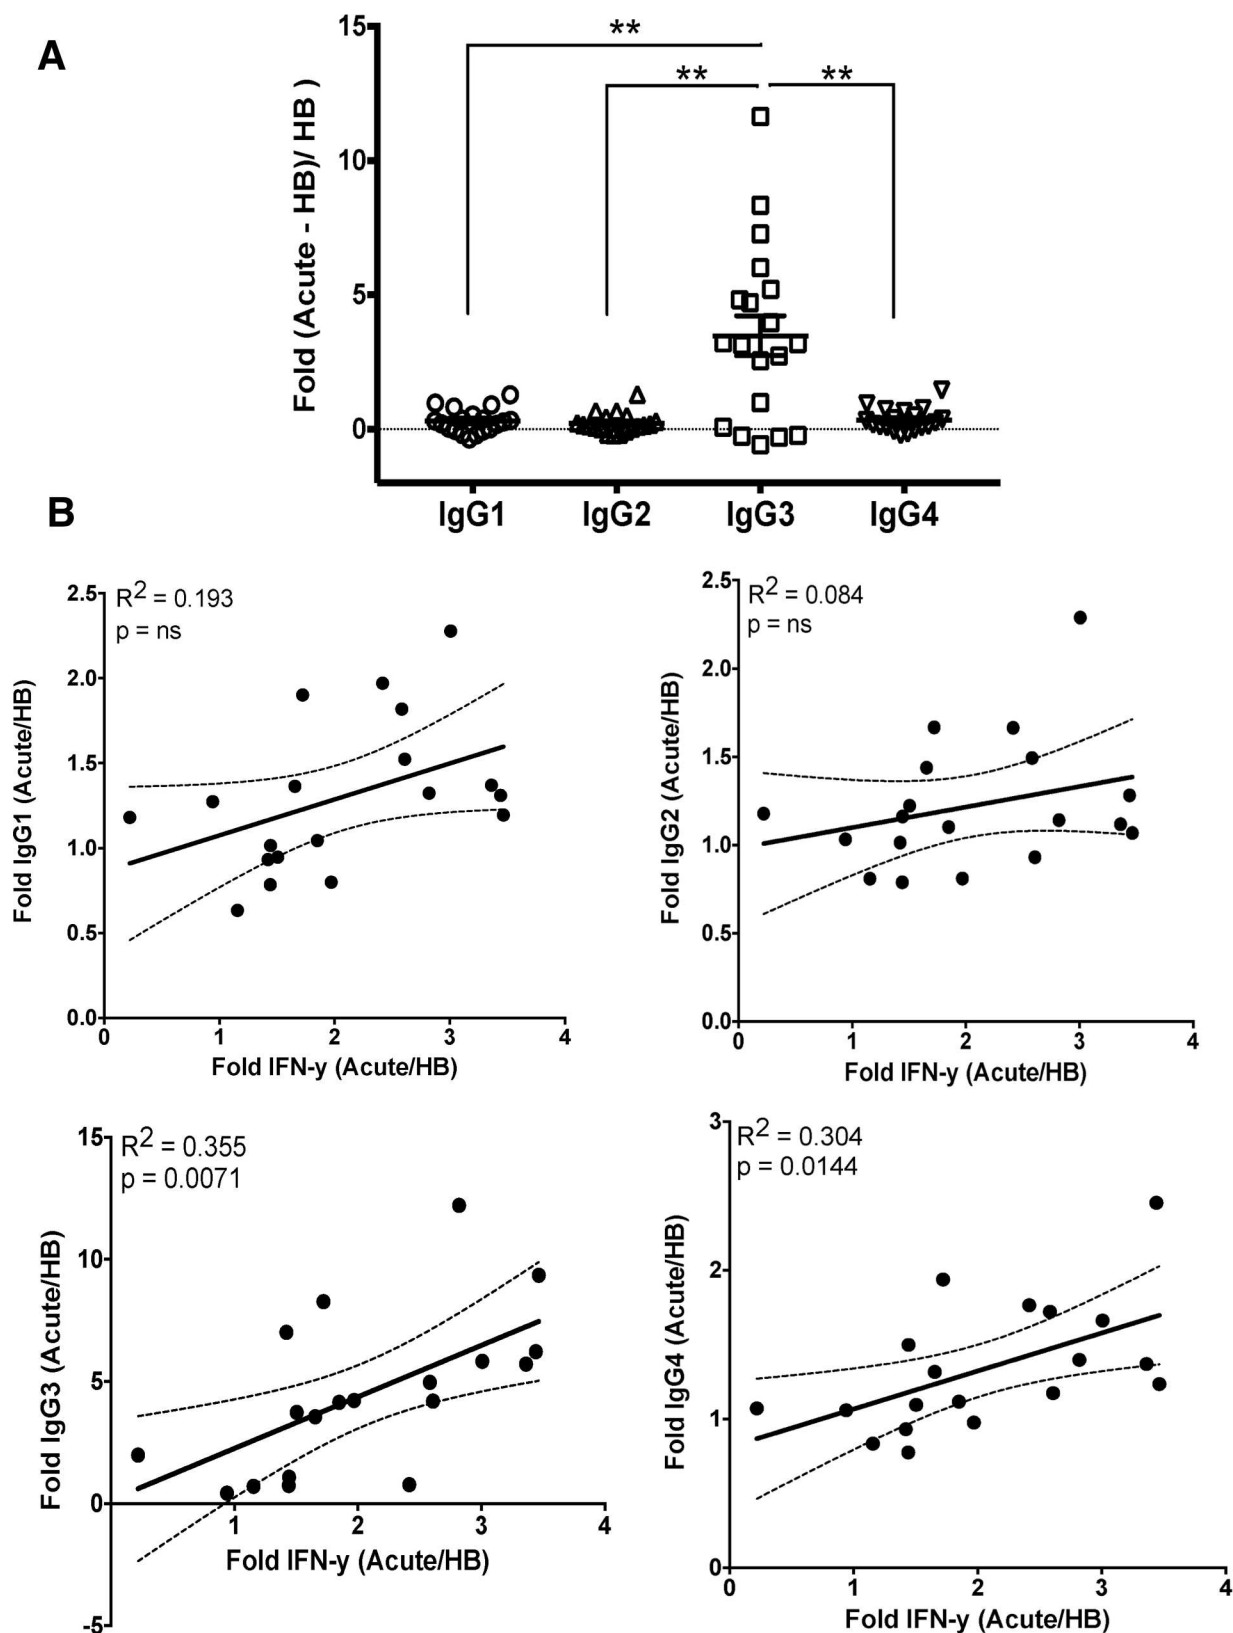 A
Fold (Acute - HB)/ HB )
15
10
5
0
**
**
**
IgG1
IgG2
IgG3
IgG4
B
R2 = 0.193
p = ns
Fold IgG1 (Acute/HB)
2.5
2.0
1.5
1.0
0.5
0.0
0
1
2
3
4
Fold IFN-y (Acute/HB)
R2 = 0.084
p = ns
Fold IgG2 (Acute/HB)
2.5
2.0
1.5
1.0
0.5
0.0
0
1
2
3
4
Fold IFN-y (Acute/HB)
R2 = 0.355
p = 0.0071
Fold IgG3 (Acute/HB)
15
10
5
0
-5
1
2
3
4
Fold IFN-y (Acute/HB)
R2 = 0.304
p = 0.0144
Fold IgG4 (Acute/HB)
3
2
1
0
0
1
2
3
4
Fold IFN-y (Acute/HB)